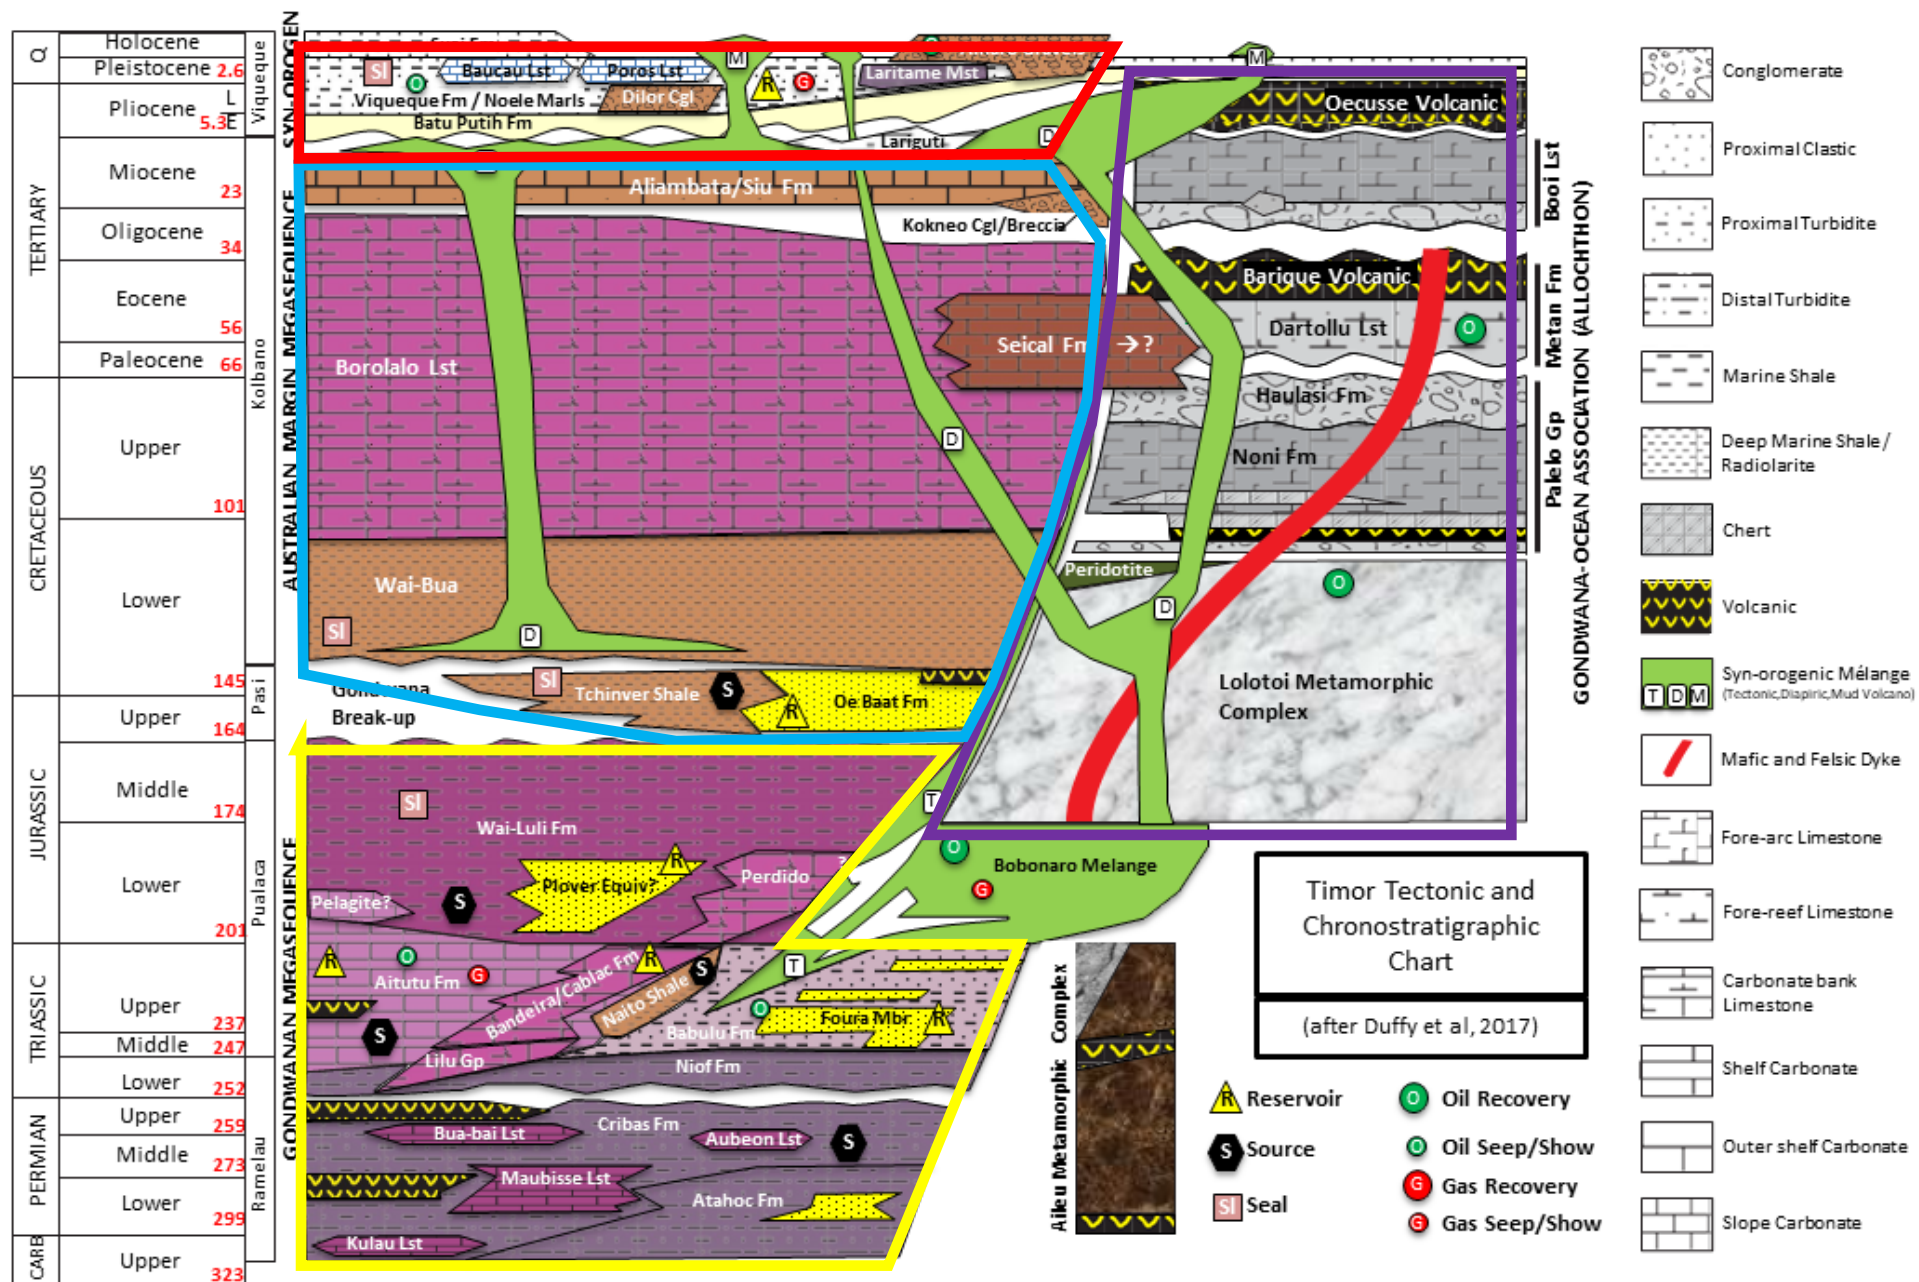 Q
TERTIARY
CRETACEOUS
JURASSIC
TRIASSIC
PERMIAN
CARB
Holocene
Pleistocene 2.6
Pliocene L
5.3 E
Miocene
23
Oligocene
34
Eocene
56
Paleocene
66
Upper
101
Lower
145
Upper
164
Middle
174
Lower
201
Upper
237
Middle 247
Lower 252
Upper
259
Middle
273
Lower
299
Upper
323
Viqueque
Kolbano
Pasi
Pualaca
Ramelau
SYN-OROGEN
AUSTRALIAN MARGIN MEGASEQUENCE
GONDWANAN MEGASEQUENCE
SI
O
Baucau Lst
Poros Lst
M
R
G
Laritame Mst
M
Viqueque Fm / Noele Marls
Dilor Cgl
Batu Putih Fm
Lariguti
D
Oecusse Volcanic
Aliambata/Siu Fm
Kokneo Cgl/Breccia
Booi Lst
Barique Volcanic
Borolalo Lst
Seical Fm → ?
Dartollu Lst
O
Metan Fm
Haulasi Fm
D
Noni Fm
Palelo Gp
GONDWANA-OCEAN ASSOCIATION (ALLOCHTHON)
Wai-Bua
Peridotite
O
SI
D
D
Gondwana
Break-up
SI
Tchinver Shale
S
R
Oe Baat Fm
Lolotoi Metamorphic
Complex
SI
T
Wai-Luli Fm
O
Bobonaro Melange
G
Plover Equiv?
R
Perdido
?
Pelagite?
S
R
O
Aitutu Fm
G
Bandeira/Cablac Fm
R
S
T
Naito Shale
O
Babulu Fm
Foura Mbr
R
S
Lilu Gp
Niof Fm
Cribas Fm
Bua-bai Lst
Aubeon Lst
S
Maubisse Lst
Atahoc Fm
Kulau Lst
Aileu Metamorphic Complex
Timor Tectonic and
Chronostratigraphic
Chart
(after Duffy et al, 2017)
R Reservoir
S Source
SI Seal
O Oil Recovery
O Oil Seep/Show
G Gas Recovery
G Gas Seep/Show
Conglomerate
Proximal Clastic
Proximal Turbidite
Distal Turbidite
Marine Shale
Deep Marine Shale/
Radiolarite
Chert
Volcanic
T D M Syn-orogenic Mélange
(Tectonic,Diapiric,Mud Volcano)
Mafic and Felsic Dyke
Fore-arc Limestone
Fore-reef Limestone
Carbonate bank
Limestone
Shelf Carbonate
Outer shelf Carbonate
Slope Carbonate